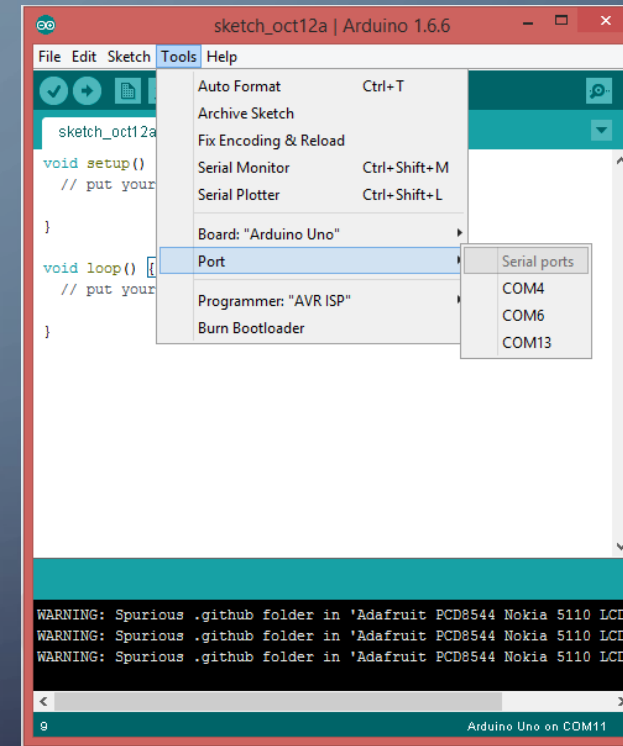 sketch_oct12a | Arduino 1.6.6
File Edit Sketch Tools Help
Auto Format Ctrl+T
Archive Sketch
Fix Encoding & Reload
Serial Monitor Ctrl+Shift+M
Serial Plotter Ctrl+Shift+L
Board: "Arduino Uno"
Port
Programmer: "AVR ISP"
Burn Bootloader
Serial ports
COM4
COM6
COM13
sketch_oct12a
void setup()
// put your
}
void loop() {
// put your
}
WARNING: Spurious .github folder in 'Adafruit PCD8544 Nokia 5110 LCD
WARNING: Spurious .github folder in 'Adafruit PCD8544 Nokia 5110 LCD
WARNING: Spurious .github folder in 'Adafruit PCD8544 Nokia 5110 LCD
9 Arduino Uno on COM11